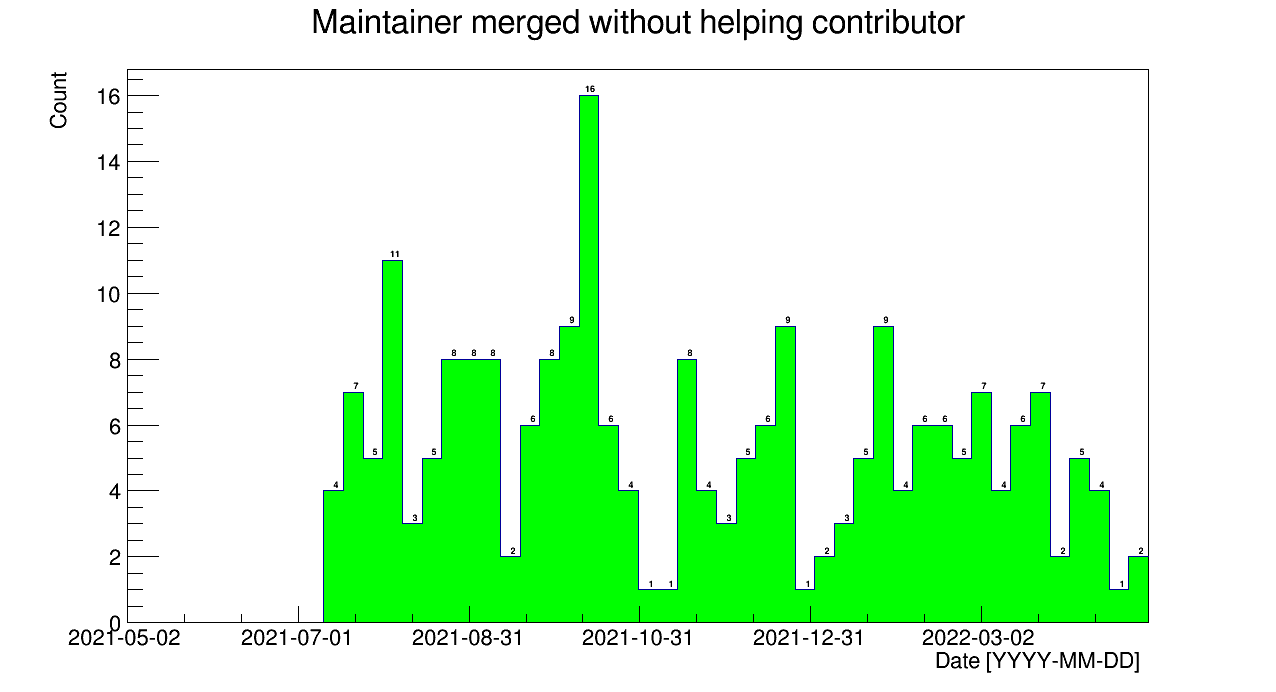 Maintainer merged without helping contributor
Count
16
14
12
10
8
6
4
2
0
4 7 5 11 3 5 8 8 8 2 6 8 9 16 6 4 1 1 8 4 3 5 6 9 1 2 3 5 9 4 6 6 5 7 4 6 7 2 5 4 1 2
2021-05-02 2021-07-01 2021-08-31 2021-10-31 2021-12-31 2022-03-02
Date [YYYY-MM-DD]